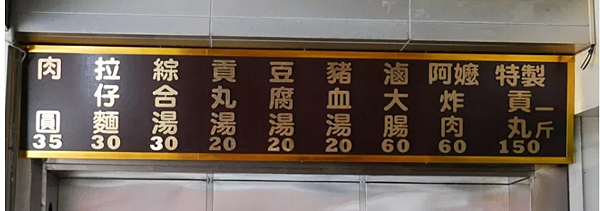 肉圓 35
拉仔麵 30
綜合湯 30
貢丸湯 20
豆腐湯 20
豬血湯 20
滷大腸 60
阿嬤炸肉 60
特製貢丸一斤 150